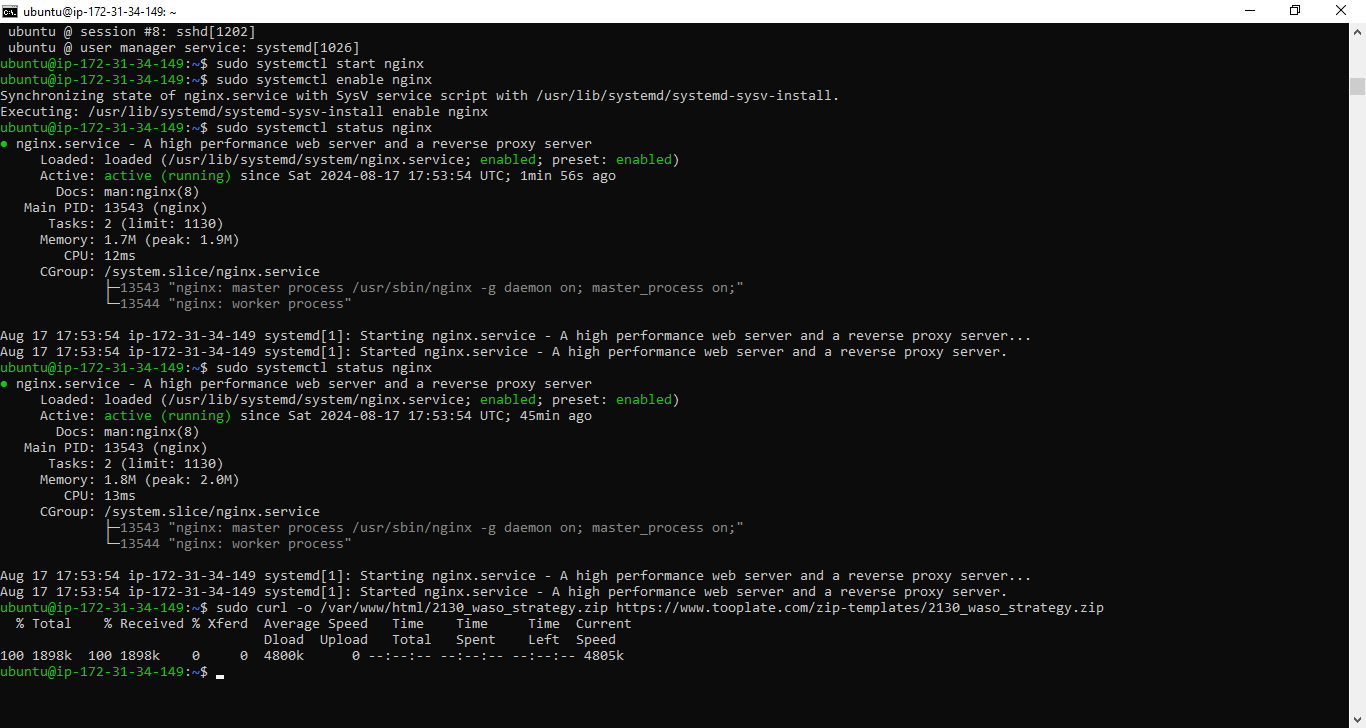 ubuntu@ip-172-31-34-149: ~
ubuntu @ session #8: sshd[1202]
ubuntu @ user manager service: systemd[1026]
ubuntu@ip-172-31-34-149:~$ sudo systemctl start nginx
ubuntu@ip-172-31-34-149:~$ sudo systemctl enable nginx
Synchronizing state of nginx.service with SysV service script with /usr/lib/systemd/systemd-sysv-install.
Executing: /usr/lib/systemd/systemd-sysv-install enable nginx
ubuntu@ip-172-31-34-149:~$ sudo systemctl status nginx
● nginx.service - A high performance web server and a reverse proxy server
     Loaded: loaded (/usr/lib/systemd/system/nginx.service; enabled; preset: enabled)
     Active: active (running) since Sat 2024-08-17 17:53:54 UTC; 1min 56s ago
       Docs: man:nginx(8)
   Main PID: 13543 (nginx)
      Tasks: 2 (limit: 1130)
     Memory: 1.7M (peak: 1.9M)
        CPU: 12ms
     CGroup: /system.slice/nginx.service
             ├─13543 "nginx: master process /usr/sbin/nginx -g daemon on; master_process on;"
             └─13544 "nginx: worker process"
Aug 17 17:53:54 ip-172-31-34-149 systemd[1]: Starting nginx.service - A high performance web server and a reverse proxy server...
Aug 17 17:53:54 ip-172-31-34-149 systemd[1]: Started nginx.service - A high performance web server and a reverse proxy server.
ubuntu@ip-172-31-34-149:~$ sudo systemctl status nginx
● nginx.service - A high performance web server and a reverse proxy server
     Loaded: loaded (/usr/lib/systemd/system/nginx.service; enabled; preset: enabled)
     Active: active (running) since Sat 2024-08-17 17:53:54 UTC; 45min ago
       Docs: man:nginx(8)
   Main PID: 13543 (nginx)
      Tasks: 2 (limit: 1130)
     Memory: 1.8M (peak: 2.0M)
        CPU: 13ms
     CGroup: /system.slice/nginx.service
             ├─13543 "nginx: master process /usr/sbin/nginx -g daemon on; master_process on;"
             └─13544 "nginx: worker process"
Aug 17 17:53:54 ip-172-31-34-149 systemd[1]: Starting nginx.service - A high performance web server and a reverse proxy server...
Aug 17 17:53:54 ip-172-31-34-149 systemd[1]: Started nginx.service - A high performance web server and a reverse proxy server.
ubuntu@ip-172-31-34-149:~$ sudo curl -o /var/www/html/2130_waso_strategy.zip https://www.tooplate.com/zip-templates/2130_waso_strategy.zip
  % Total    % Received % Xferd  Average Speed   Time    Time     Time  Current
                                 Dload  Upload   Total   Spent    Left  Speed
100 1898k  100 1898k    0     0  4800k      0 --:--:-- --:--:-- --:--:-- 4805k
ubuntu@ip-172-31-34-149:~$